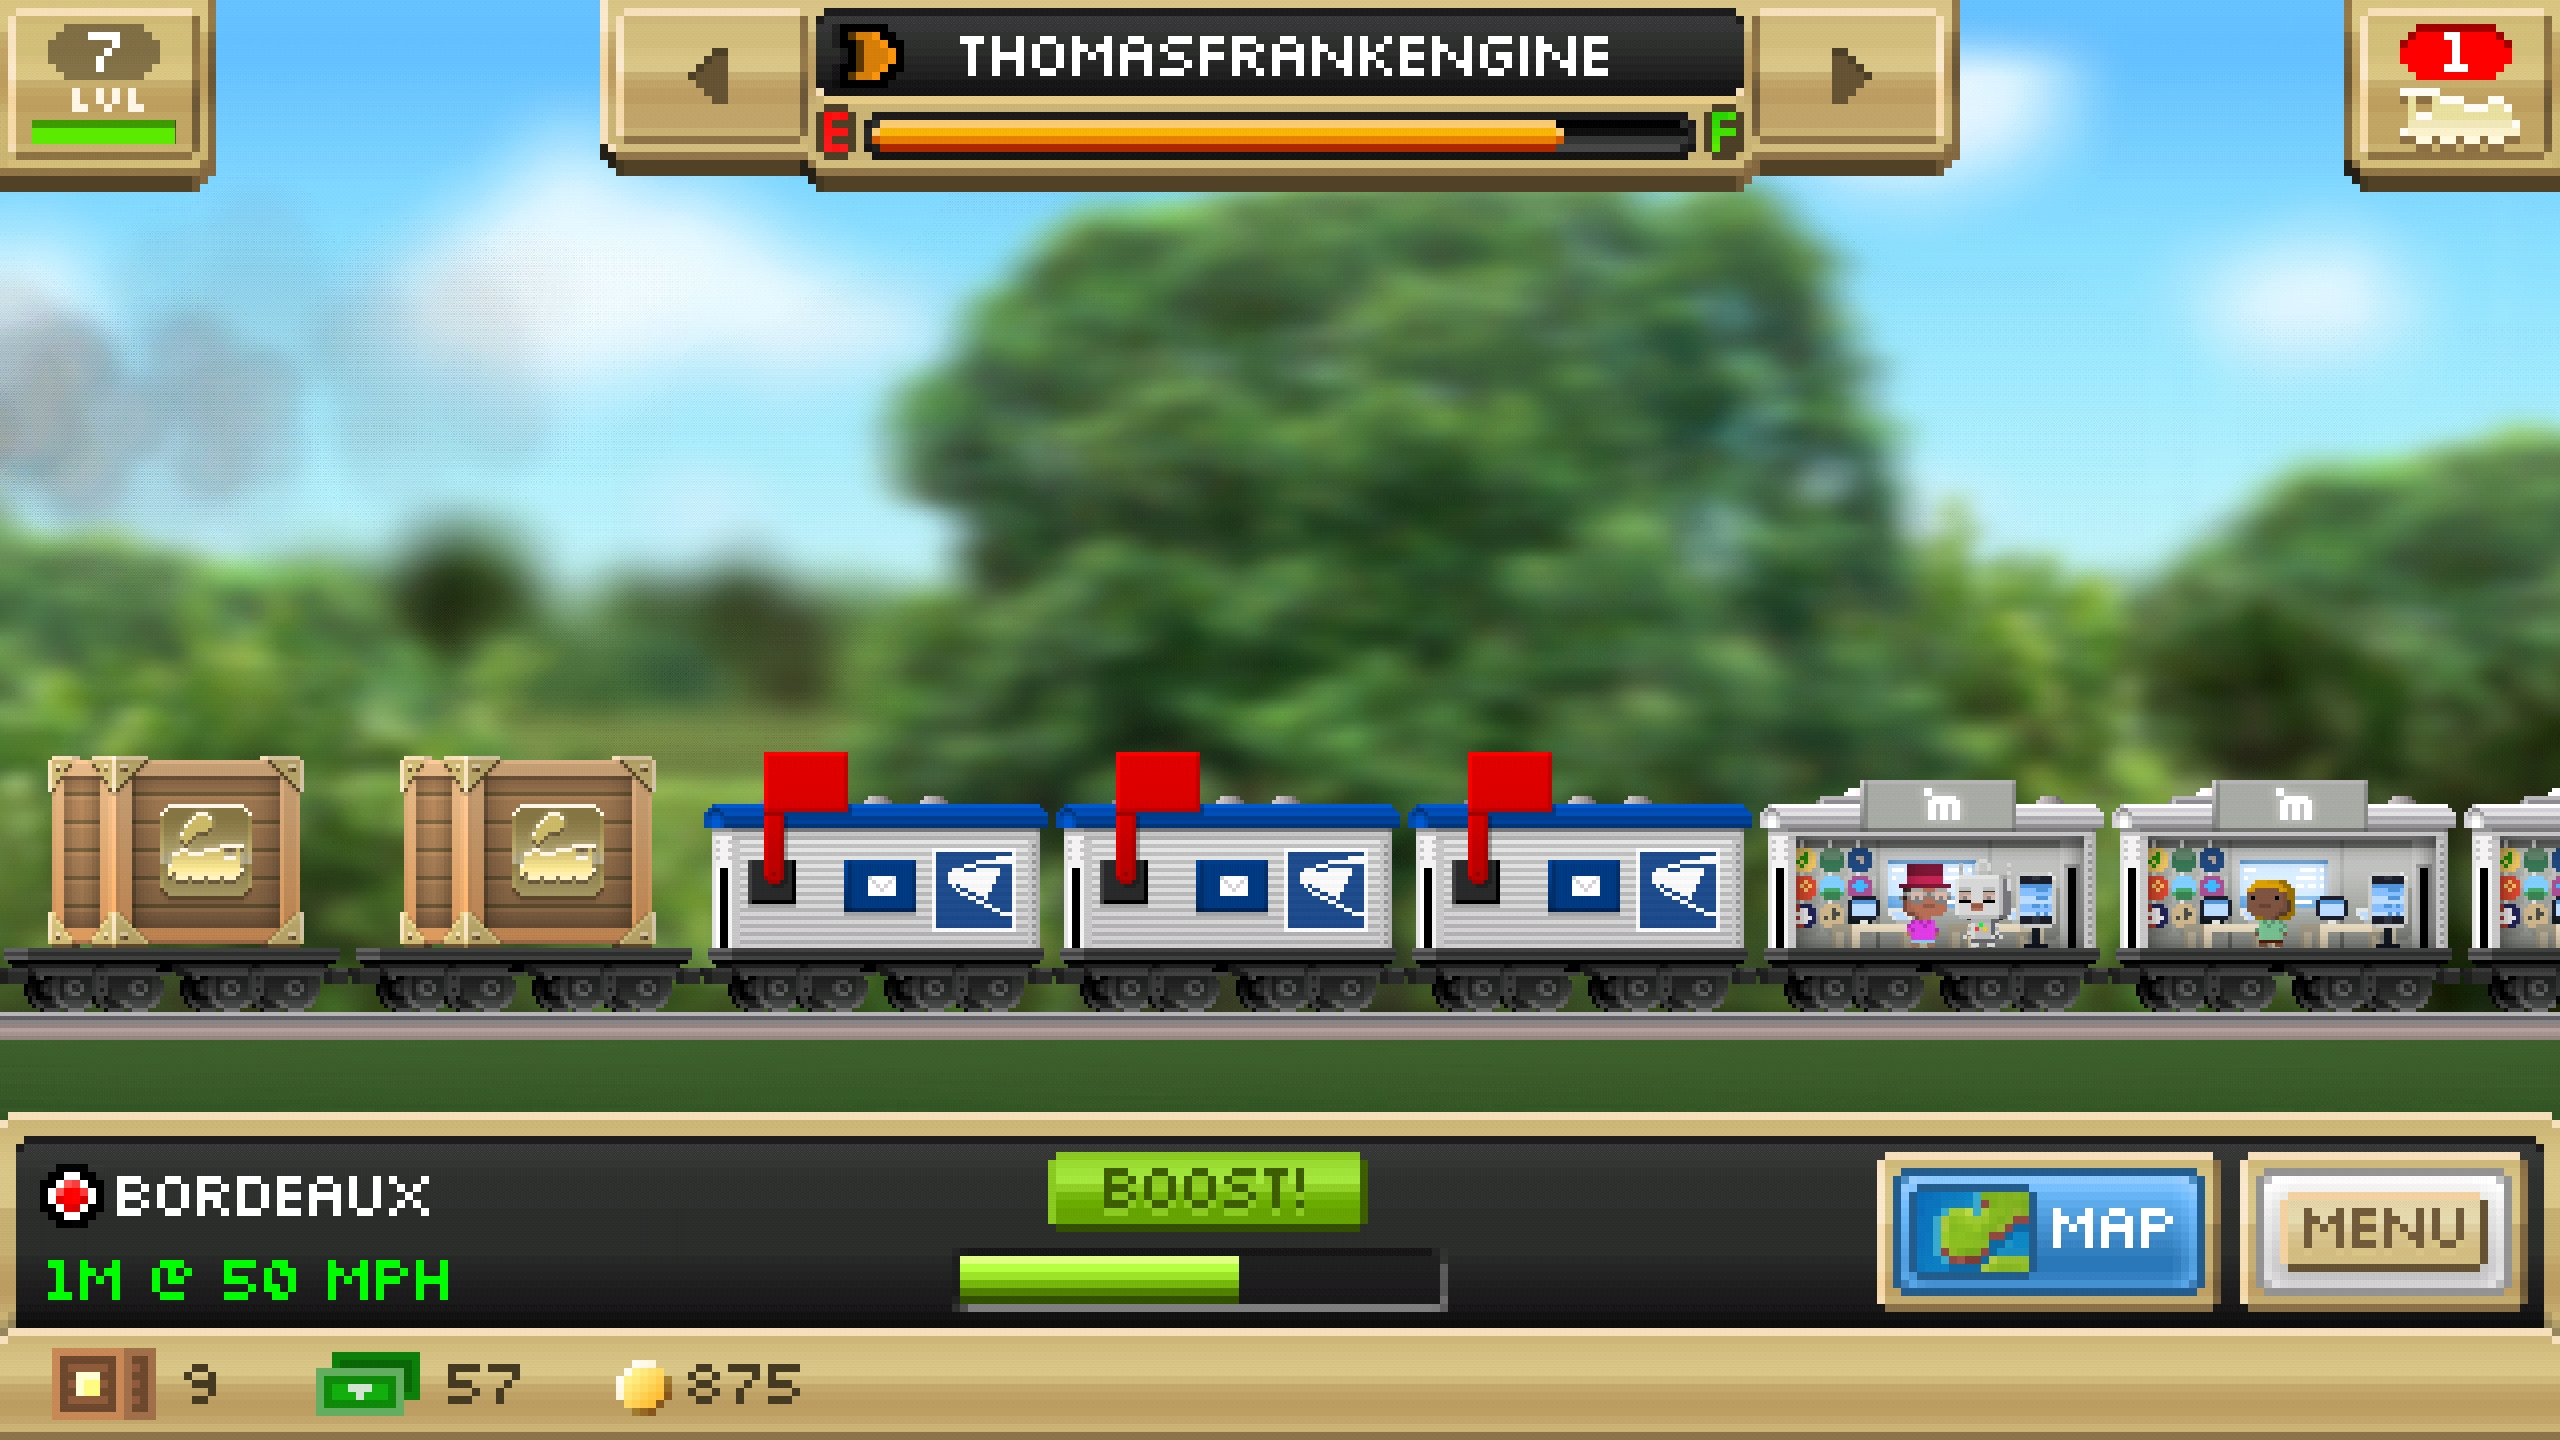 7
LVL
THOMASFRANKENGINE
E F
1
m m
BORDEAUX
1M @ 50 MPH
BOOST!
MAP
MENU
9 57 875